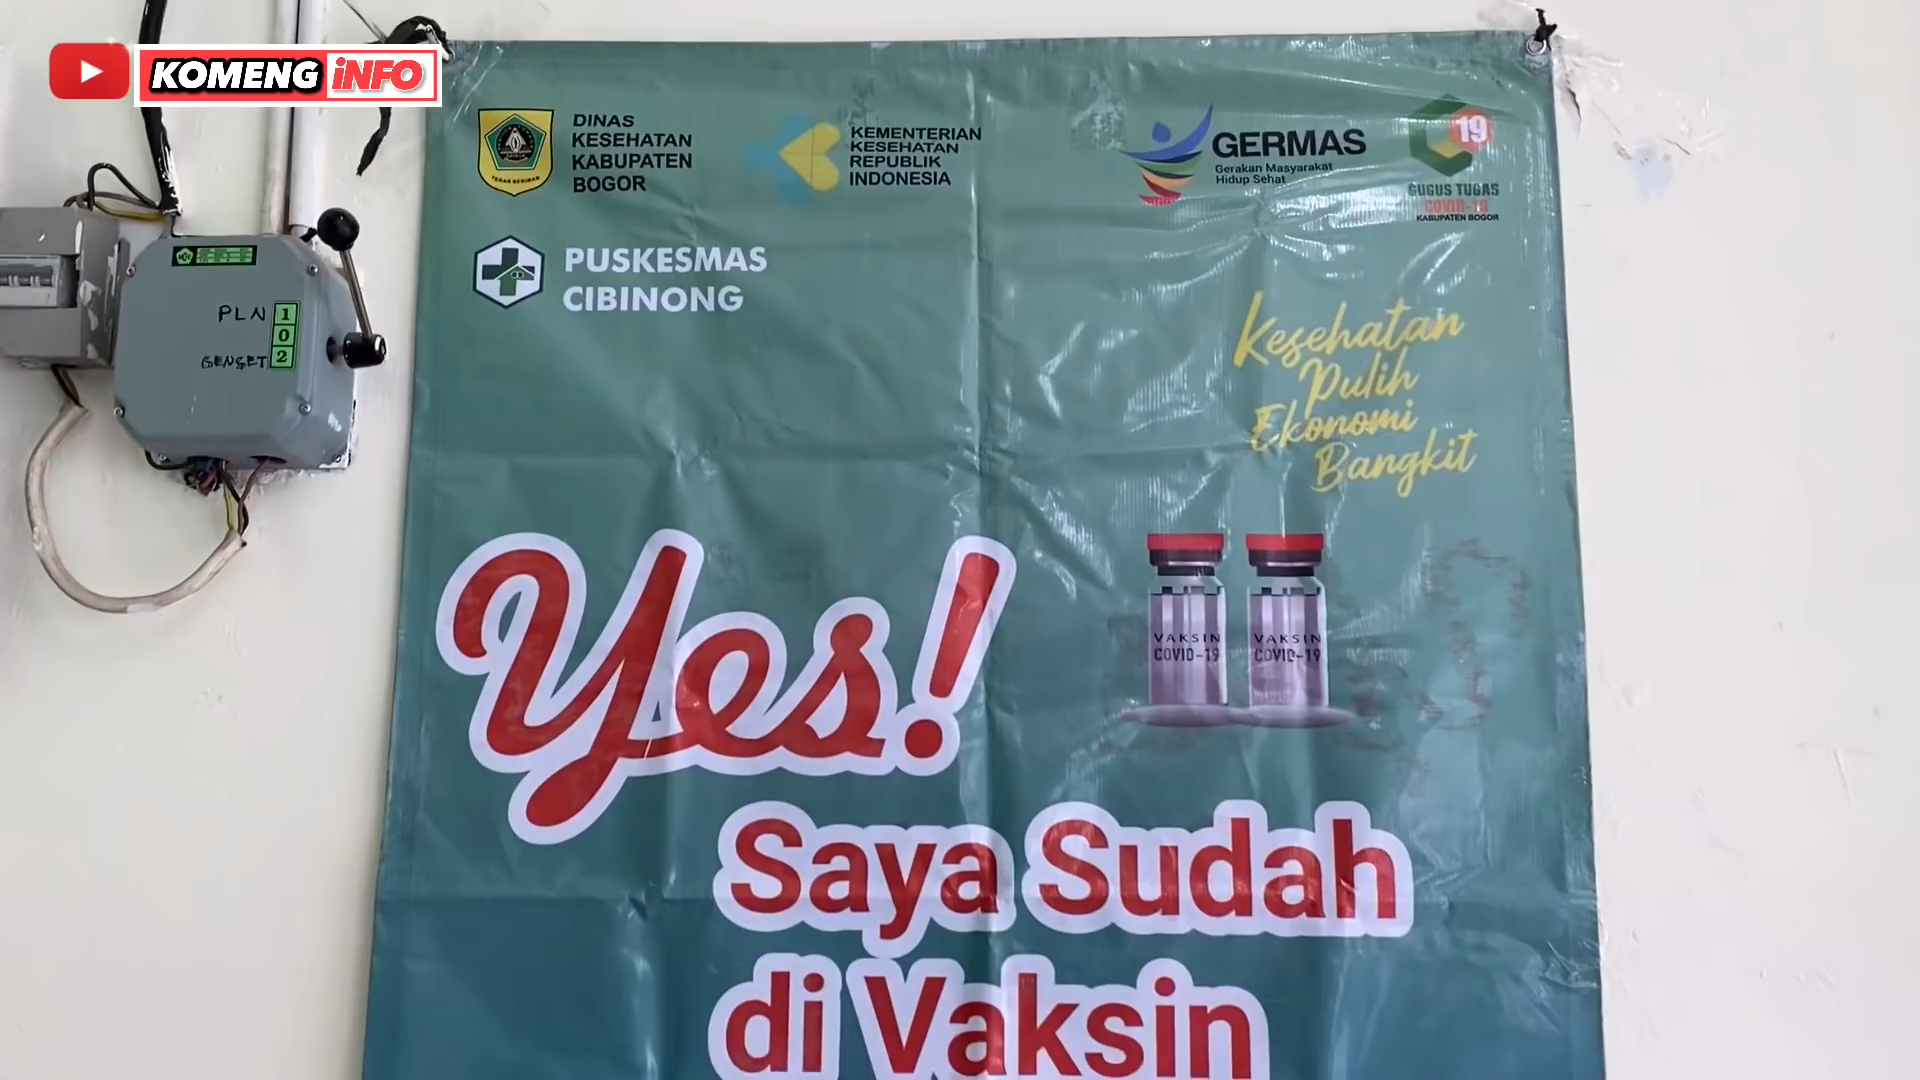 KOMENG iNFO
DINAS
KESEHATAN
KABUPATEN
BOGOR
TEGAR BERIMAN
KEMENTERIAN
KESEHATAN
REPUBLIK
INDONESIA
GERMAS
Gerakan Masyarakat
Hidup Sehat
19
GUGUS TUGAS
COVID-19
KABUPATEN BOGOR
PUSKESMAS
CIBINONG
PLN 1
0
GENSET 2
Kesehatan
Pulih
Ekonomi
Bangkit
VAKSIN
COVID-19
VAKSIN
COVID-19
Yes!
Saya Sudah
di Vaksin